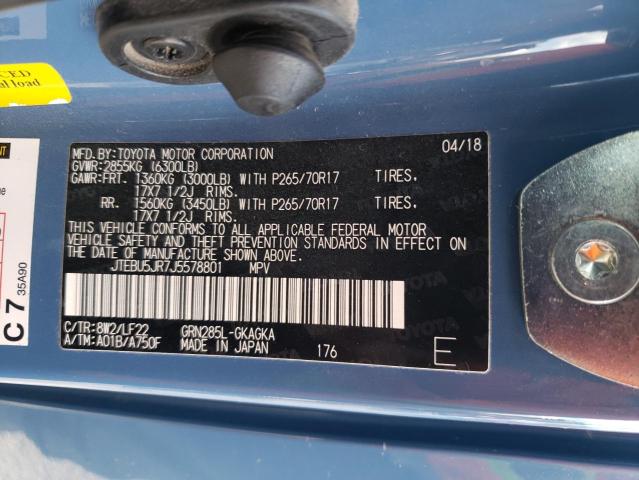 CED
al load
MFD.BY:TOYOTA MOTOR CORPORATION 04/18
GVWR:2855KG (6300LB)
GAWR:FRT. 1360KG (3000LB) WITH P265/70R17 TIRES.
17X7 1/2J RIMS.
RR. 1560KG (3450LB) WITH P265/70R17 TIRES.
17X7 1/2J RIMS.
THIS VEHICLE CONFORMS TO ALL APPLICABLE FEDERAL MOTOR
VEHICLE SAFETY AND THEFT PREVENTION STANDARDS IN EFFECT ON
THE DATE OF MANUFACTURE SHOWN ABOVE.
JTEBU5JR7J5578801 MPV
C/TR:8W2/LF22 GRN285L-GKAGKA
A/TM:A01B/A750F MADE IN JAPAN 176 E
C 7 35A90